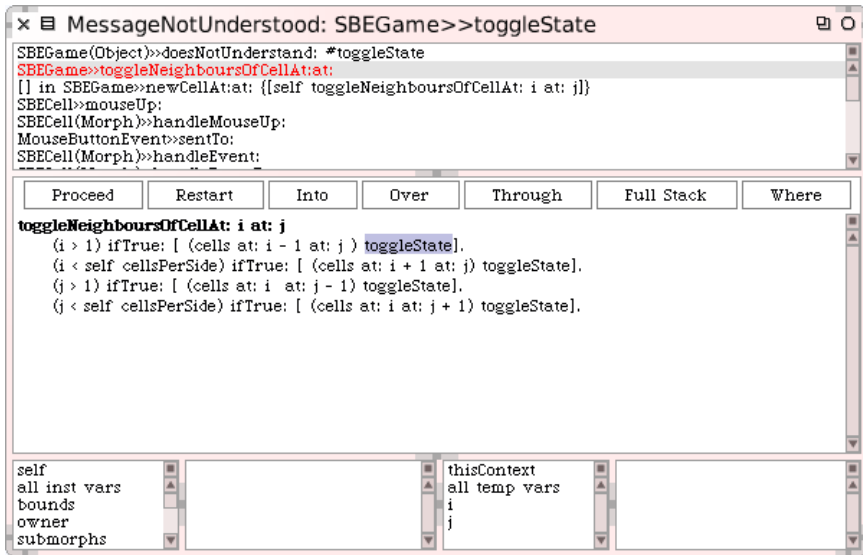 MessageNotUnderstood: SBEGame>>toggleState
SBEGame(Object)>>doesNotUnderstand: #toggleState
SBEGame>>toggleNeighboursOfCellAt:at:
[] in SBEGame>>newCellAt:at: {[self toggleNeighboursOfCellAt: i at: j]}
SBECell>>mouseUp:
SBECell(Morph)>>handleMouseUp:
MouseButtonEvent>>sentTo:
SBECell(Morph)>>handleEvent:
Proceed Restart Into Over Through Full Stack Where
toggleNeighboursOfCellAt: i at: j
(i > 1) ifTrue: [ (cells at: i - 1 at: j ) toggleState].
(i < self cellsPerSide) ifTrue: [ (cells at: i + 1 at: j) toggleState].
(j > 1) ifTrue: [ (cells at: i at: j - 1) toggleState].
(j < self cellsPerSide) ifTrue: [ (cells at: i at: j + 1) toggleState].
self
all inst vars
bounds
owner
submorphs
thisContext
all temp vars
i
j